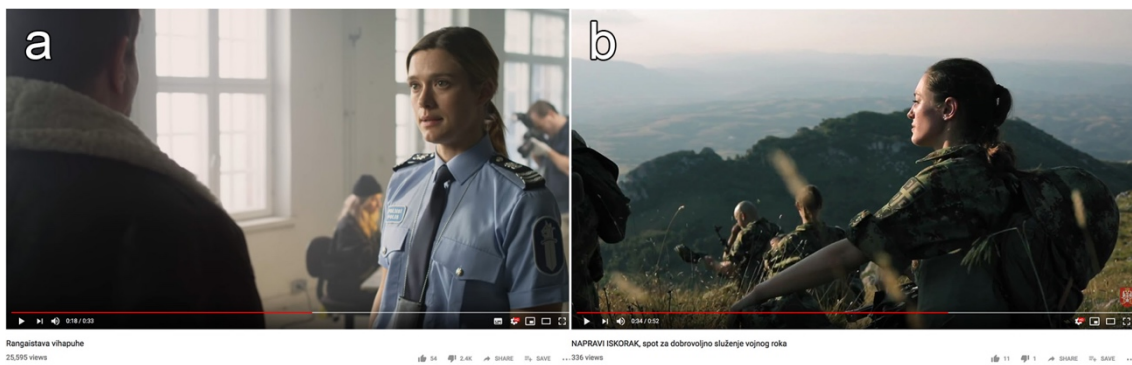 a
b
0:18 / 0:33
0:34 / 0:52
Rangaistava vihapuhe
25,595 views
54
2.4K
SHARE
SAVE
...
NAPRAVI ISKORAK, spot za dobrovoljno služenje vojnog roka
336 views
11
1
SHARE
SAVE
...